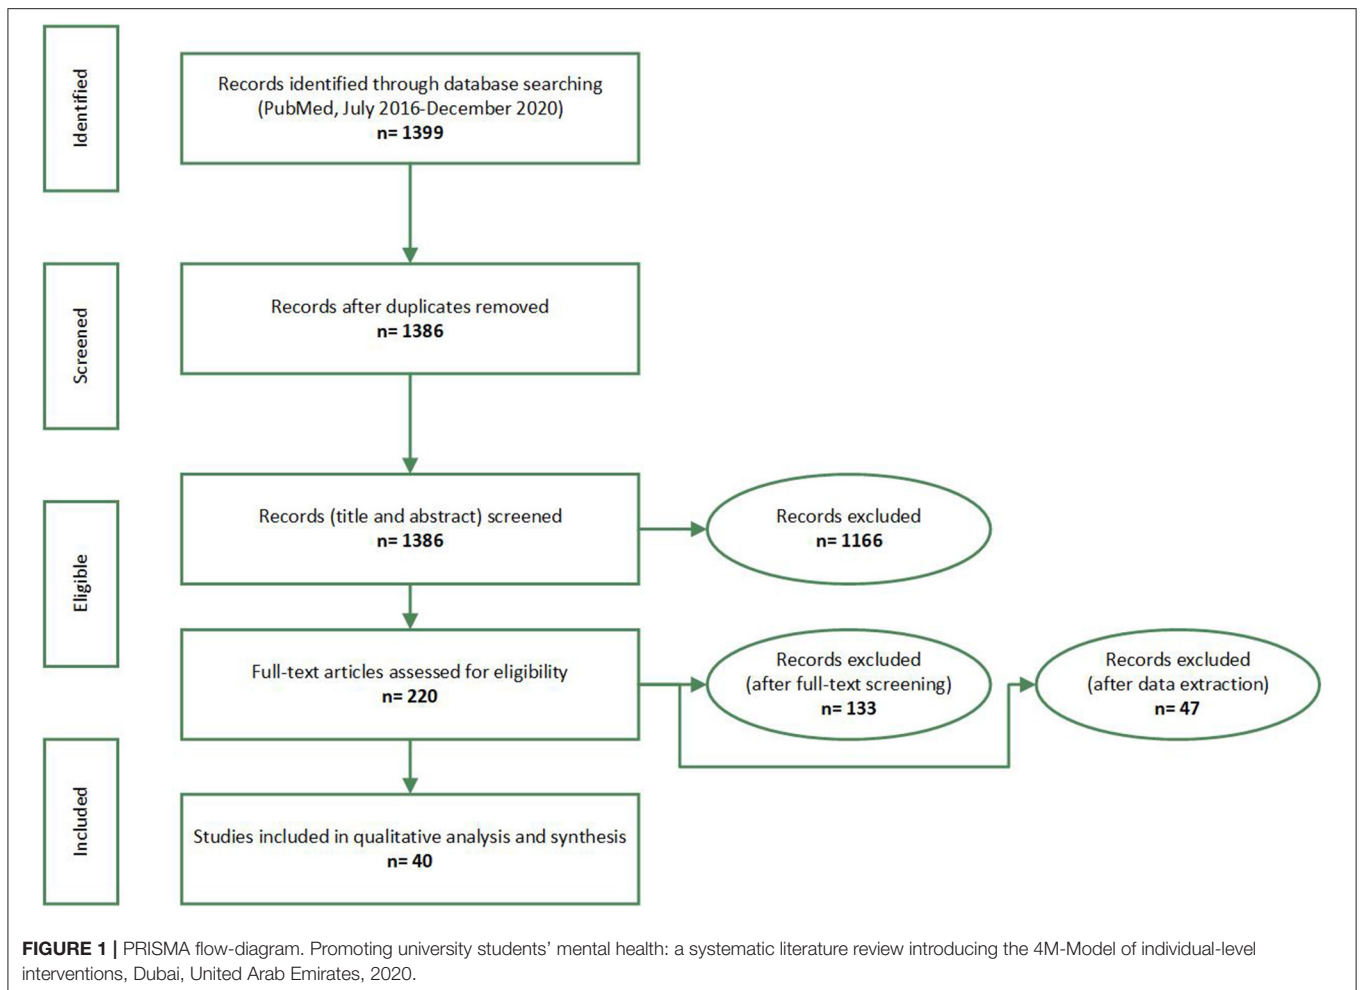 Identified
Records identified through database searching
(PubMed, July 2016-December 2020)
n= 1399
Screened
Records after duplicates removed
n= 1386
Eligible
Records (title and abstract) screened
n= 1386
Records excluded
n= 1166
Full-text articles assessed for eligibility
n= 220
Records excluded
(after full-text screening)
n= 133
Records excluded
(after data extraction)
n= 47
Included
Studies included in qualitative analysis and synthesis
n= 40
FIGURE 1 | PRISMA flow-diagram. Promoting university students’ mental health: a systematic literature review introducing the 4M-Model of individual-level
interventions, Dubai, United Arab Emirates, 2020.